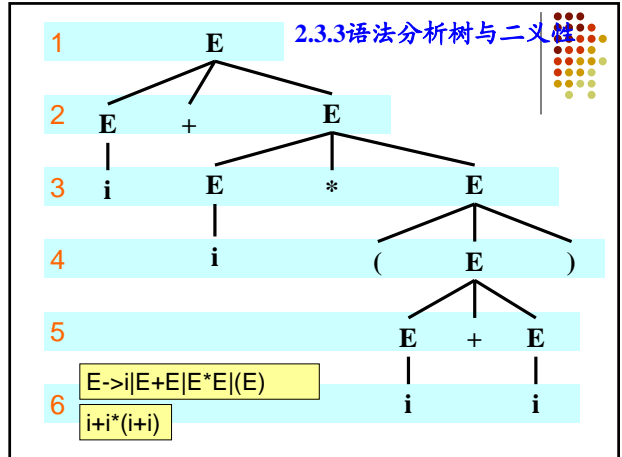 2.3.3语法分析树与二义性
1 E
2 E + E
3 i E * E
4 i ( E )
5 E + E
E->i|E+E|E*E|(E)
6 i i
i+i*(i+i)